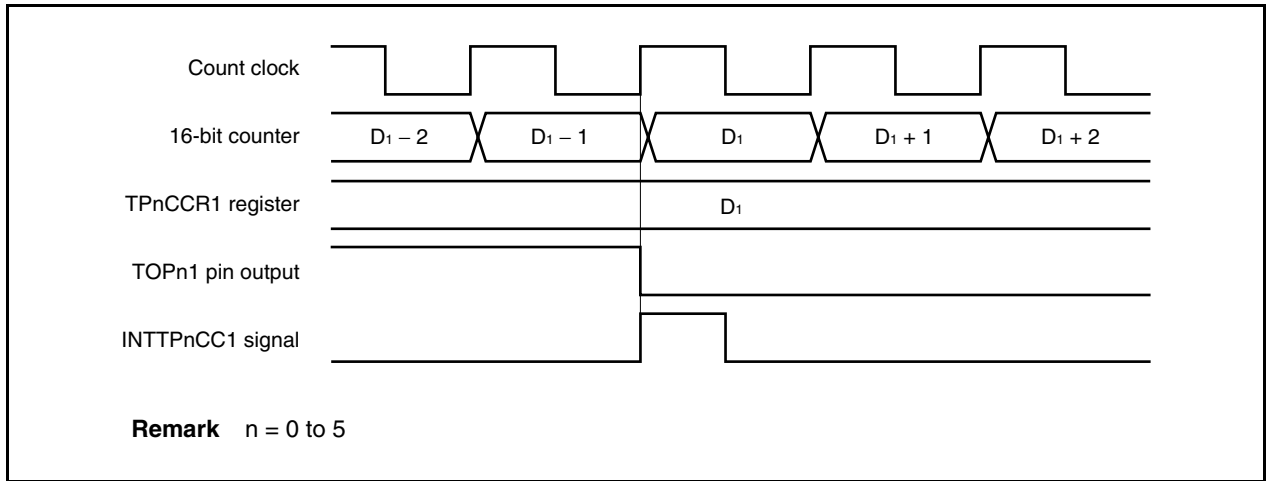 Count clock
16-bit counter D₁ − 2 D₁ − 1 D₁ D₁ + 1 D₁ + 2
TPnCCR1 register D₁
TOPn1 pin output
INTTPnCC1 signal
Remark n = 0 to 5